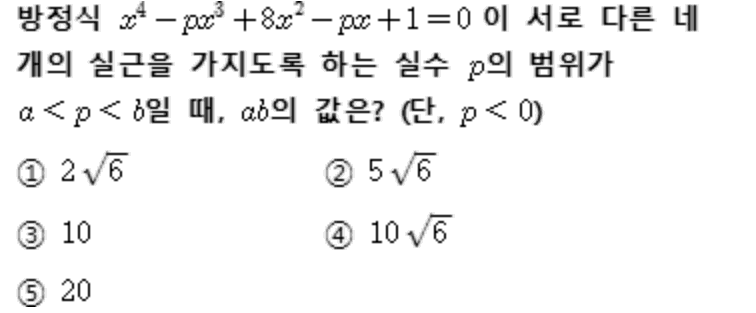 방정식 x⁴−px³+8x²−px+1=0 이 서로 다른 네
개의 실근을 가지도록 하는 실수 p의 범위가
a<p<b일 때, ab의 값은? (단, p<0)
① 2√6 ② 5√6
③ 10 ④ 10√6
⑤ 20